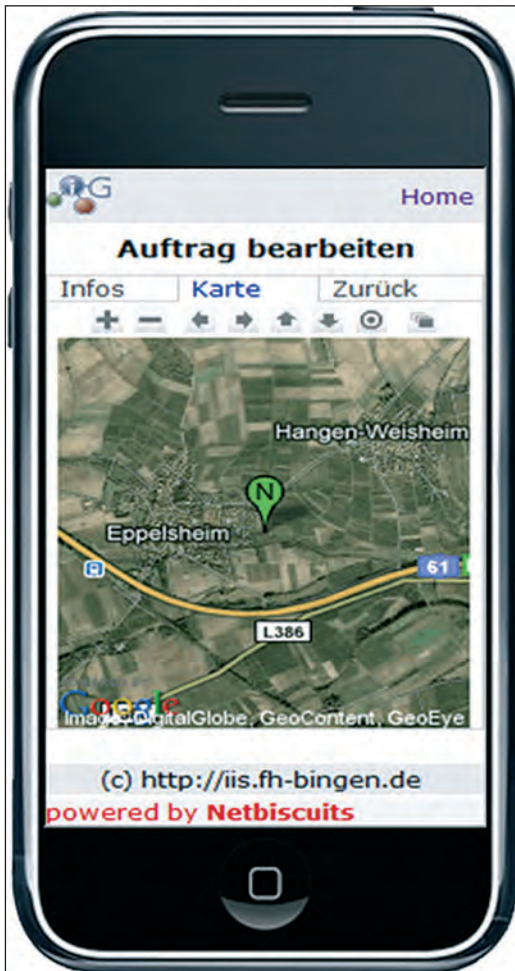 G
Home
Auftrag bearbeiten
Infos Karte Zurück
Hangen-Weisheim
N
Eppelsheim
61
L386
Google
Image, DigitalGlobe, GeoContent, GeoEye
(c) http://iis.fh-bingen.de
powered by Netbiscuits